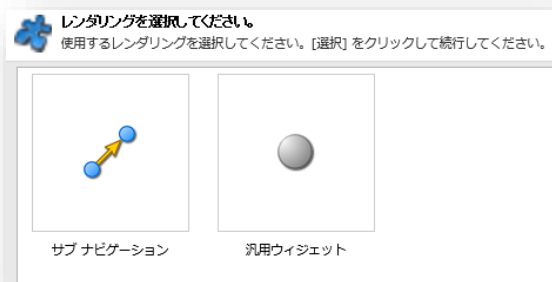 レンダリングを選択してください。
使用するレンダリングを選択してください。[選択] をクリックして続行してください。
サブ ナビゲーション
汎用ウィジェット